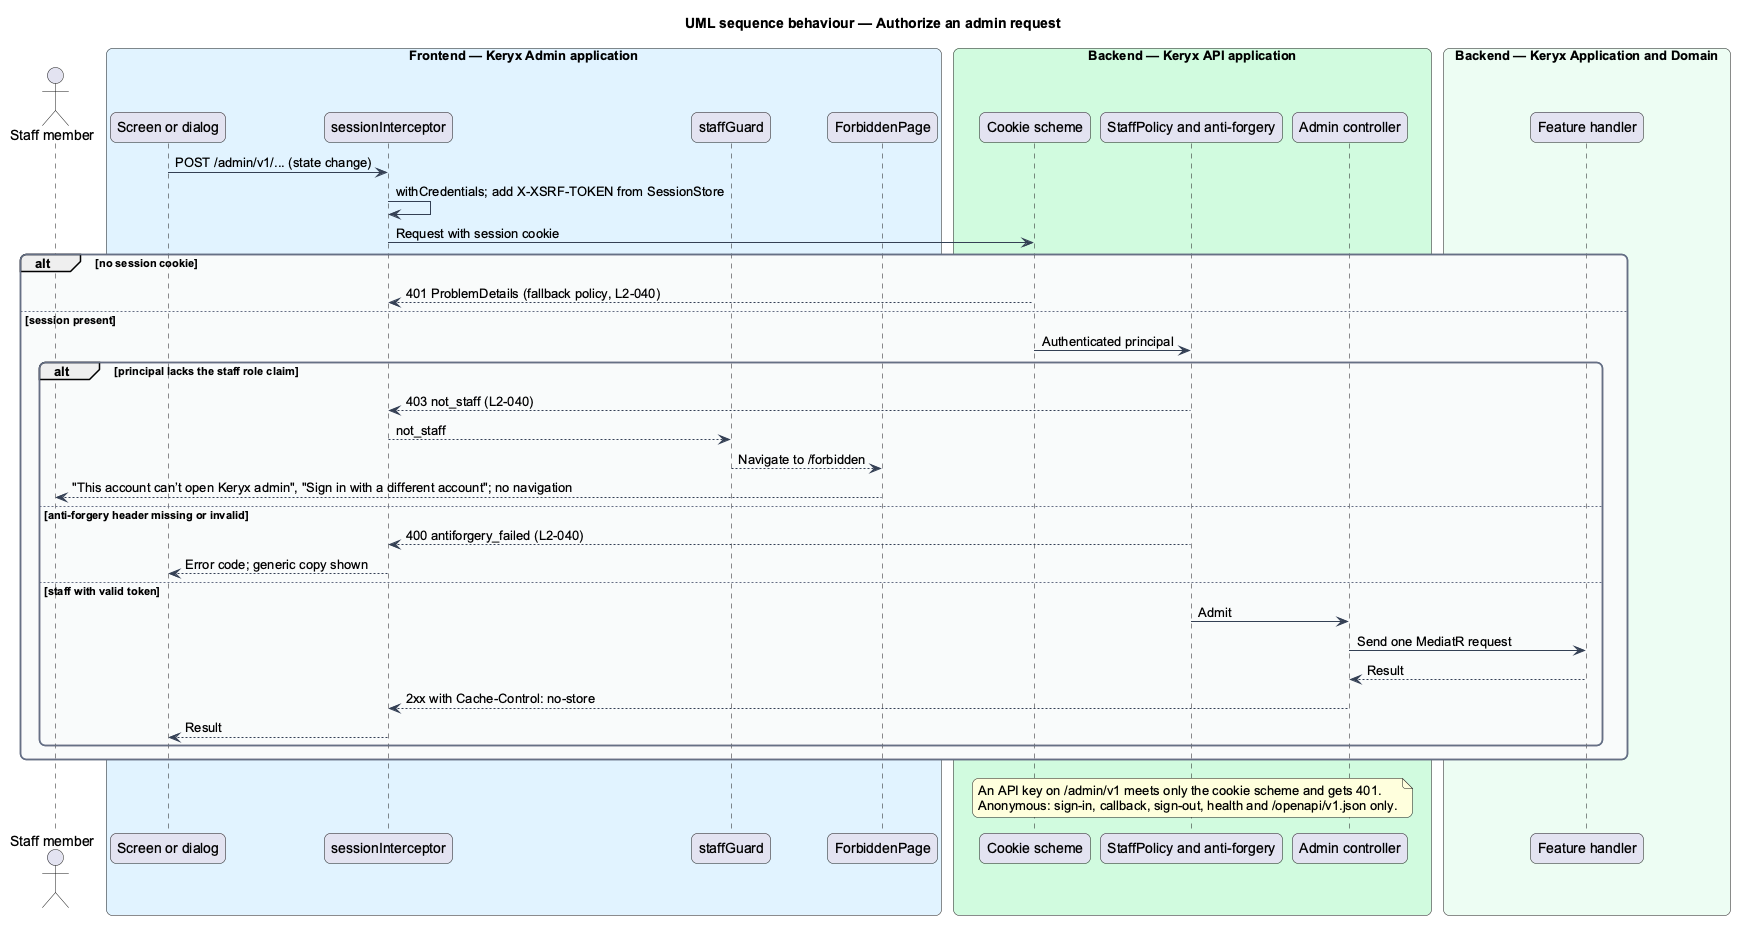 UML sequence behaviour — Authorize an admin request
Frontend — Keryx Admin application
Backend — Keryx API application
Backend — Keryx Application and Domain
Staff member
Screen or dialog
sessionInterceptor
staffGuard
ForbiddenPage
Cookie scheme
StaffPolicy and anti-forgery
Admin controller
Feature handler
POST /admin/v1/... (state change)
withCredentials; add X-XSRF-TOKEN from SessionStore
Request with session cookie
alt
[no session cookie]
401 ProblemDetails (fallback policy, L2-040)
[session present]
Authenticated principal
alt
[principal lacks the staff role claim]
403 not_staff (L2-040)
not_staff
Navigate to /forbidden
"This account can't open Keryx admin", "Sign in with a different account"; no navigation
[anti-forgery header missing or invalid]
400 antiforgery_failed (L2-040)
Error code; generic copy shown
[staff with valid token]
Admit
Send one MediatR request
Result
2xx with Cache-Control: no-store
Result
An API key on /admin/v1 meets only the cookie scheme and gets 401.
Anonymous: sign-in, callback, sign-out, health and /openapi/v1.json only.
Staff member
Screen or dialog
sessionInterceptor
staffGuard
ForbiddenPage
Cookie scheme
StaffPolicy and anti-forgery
Admin controller
Feature handler